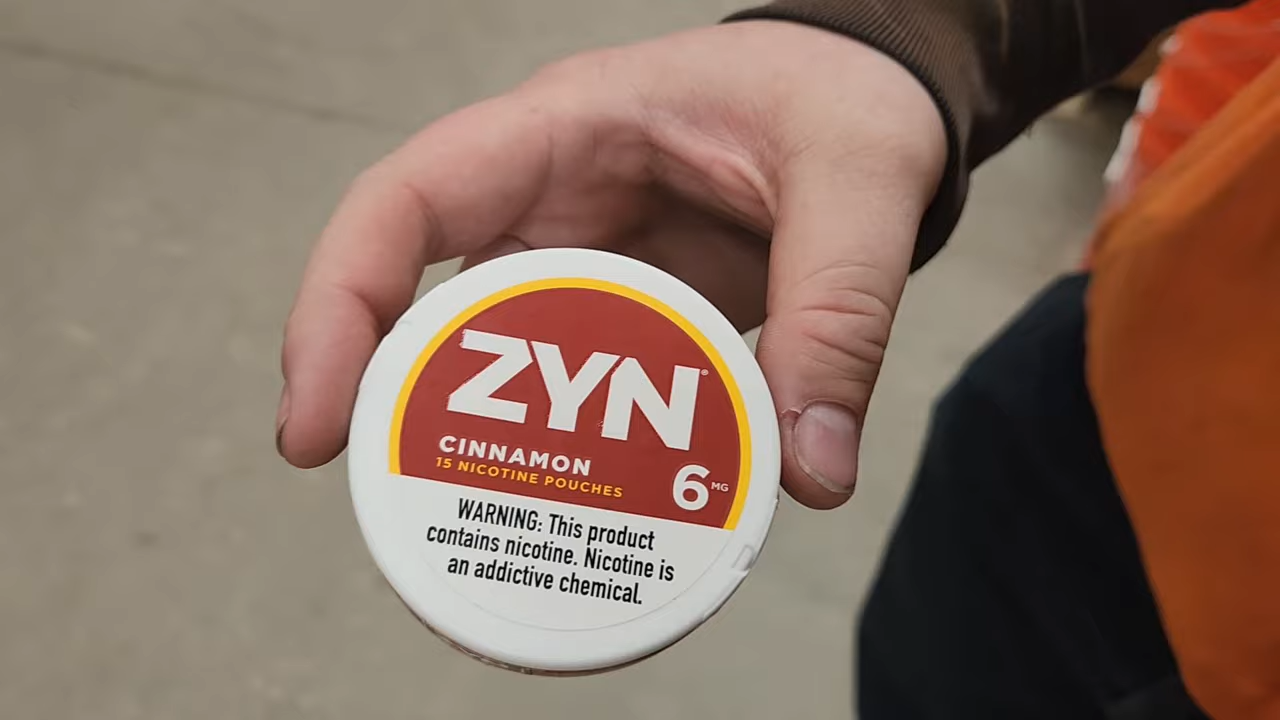 ZYN®
CINNAMON
15 NICOTINE POUCHES
6 MG
WARNING: This product
contains nicotine. Nicotine is
an addictive chemical.